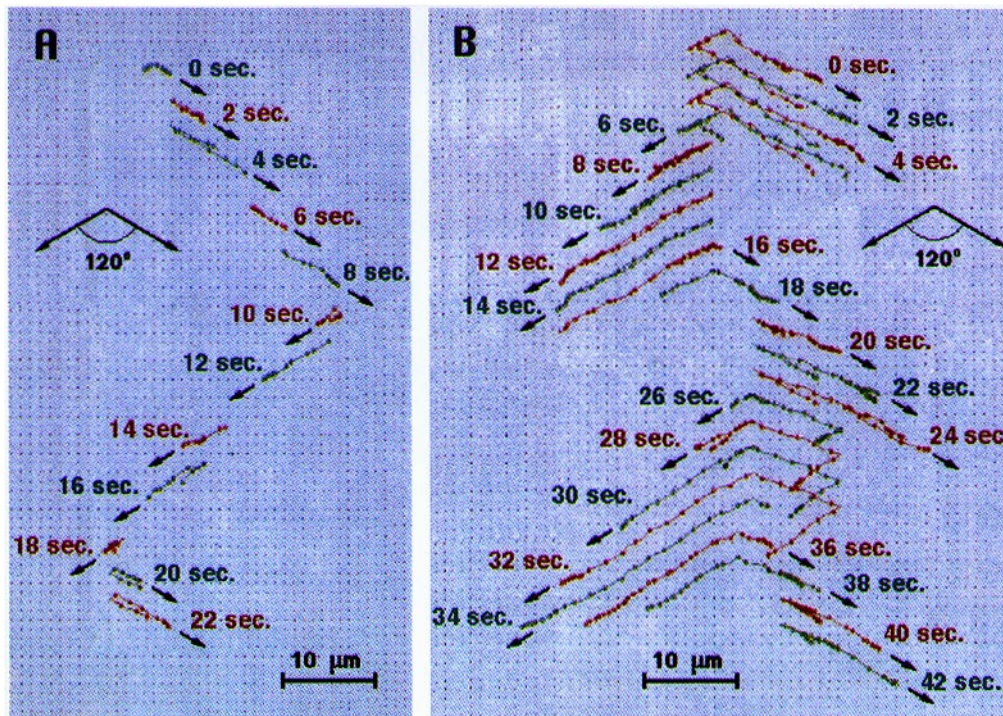 A
0 sec.
2 sec.
4 sec.
6 sec.
120°
8 sec.
10 sec.
12 sec.
14 sec.
16 sec.
18 sec.
20 sec.
22 sec.
10 µm
B
0 sec.
2 sec.
6 sec.
4 sec.
8 sec.
10 sec.
16 sec.
12 sec.
120°
18 sec.
14 sec.
20 sec.
22 sec.
26 sec.
24 sec.
28 sec.
30 sec.
36 sec.
32 sec.
38 sec.
34 sec.
40 sec.
10 µm
42 sec.